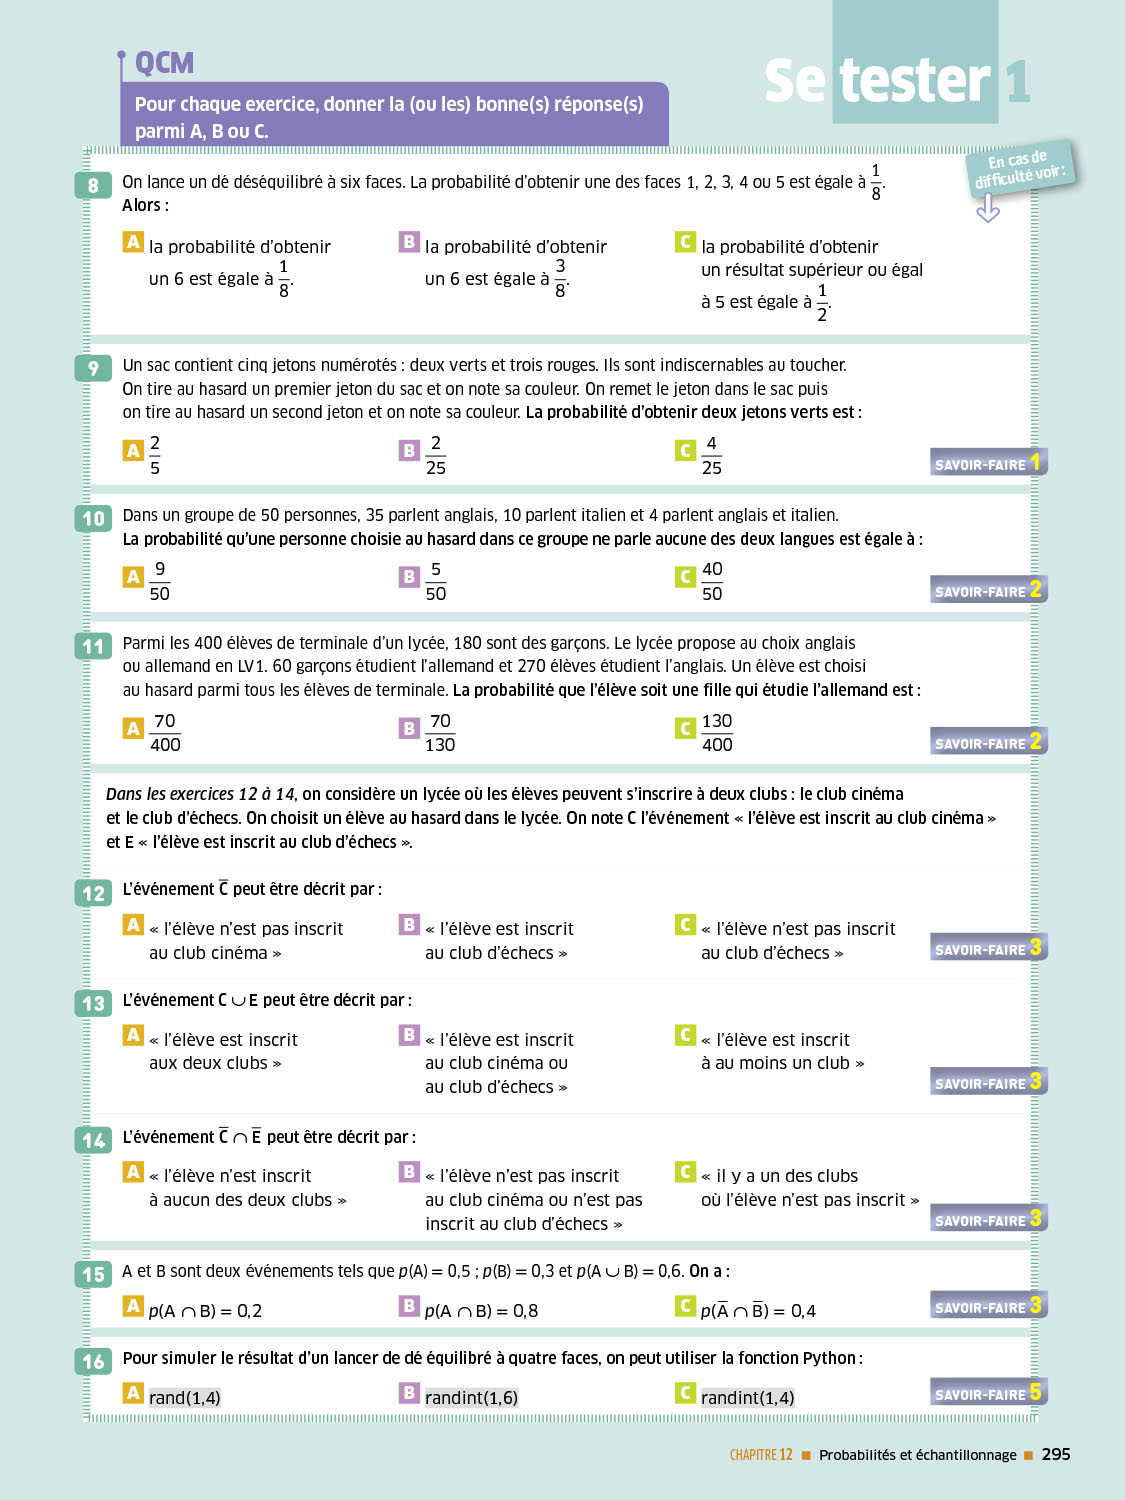 QCM
Se tester 1
Pour chaque exercice, donner la (ou les) bonne(s) réponse(s)
parmi A, B ou C.
En cas de
difficulté voir :
8 On lance un dé déséquilibré à six faces. La probabilité d'obtenir une des faces 1, 2, 3, 4 ou 5 est égale à 1/8.
Alors :
A la probabilité d'obtenir
un 6 est égale à 1/8.
B la probabilité d'obtenir
un 6 est égale à 3/8.
C la probabilité d'obtenir
un résultat supérieur ou égal
à 5 est égale à 1/2.
9 Un sac contient cinq jetons numérotés : deux verts et trois rouges. Ils sont indiscernables au toucher.
On tire au hasard un premier jeton du sac et on note sa couleur. On remet le jeton dans le sac puis
on tire au hasard un second jeton et on note sa couleur. La probabilité d'obtenir deux jetons verts est :
A 2/5
B 2/25
C 4/25
SAVOIR-FAIRE 1
10 Dans un groupe de 50 personnes, 35 parlent anglais, 10 parlent italien et 4 parlent anglais et italien.
La probabilité qu'une personne choisie au hasard dans ce groupe ne parle aucune des deux langues est égale à :
A 9/50
B 5/50
C 40/50
SAVOIR-FAIRE 2
11 Parmi les 400 élèves de terminale d'un lycée, 180 sont des garçons. Le lycée propose au choix anglais
ou allemand en LV1. 60 garçons étudient l'allemand et 270 élèves étudient l'anglais. Un élève est choisi
au hasard parmi tous les élèves de terminale. La probabilité que l'élève soit une fille qui étudie l'allemand est :
A 70/400
B 70/130
C 130/400
SAVOIR-FAIRE 2
Dans les exercices 12 à 14, on considère un lycée où les élèves peuvent s'inscrire à deux clubs : le club cinéma
et le club d'échecs. On choisit un élève au hasard dans le lycée. On note C l'événement « l'élève est inscrit au club cinéma »
et E « l'élève est inscrit au club d'échecs ».
12 L'événement C̅ peut être décrit par :
A « l'élève n'est pas inscrit
au club cinéma »
B « l'élève est inscrit
au club d'échecs »
C « l'élève n'est pas inscrit
au club d'échecs »
SAVOIR-FAIRE 3
13 L'événement C ∪ E peut être décrit par :
A « l'élève est inscrit
aux deux clubs »
B « l'élève est inscrit
au club cinéma ou
au club d'échecs »
C « l'élève est inscrit
à au moins un club »
SAVOIR-FAIRE 3
14 L'événement C̅ ∩ E̅ peut être décrit par :
A « l'élève n'est inscrit
à aucun des deux clubs »
B « l'élève n'est pas inscrit
au club cinéma ou n'est pas
inscrit au club d'échecs »
C « il y a un des clubs
où l'élève n'est pas inscrit »
SAVOIR-FAIRE 3
15 A et B sont deux événements tels que p(A) = 0,5 ; p(B) = 0,3 et p(A ∪ B) = 0,6. On a :
A p(A ∩ B) = 0,2
B p(A ∩ B) = 0,8
C p(A̅ ∩ B̅) = 0,4
SAVOIR-FAIRE 3
16 Pour simuler le résultat d'un lancer de dé équilibré à quatre faces, on peut utiliser la fonction Python :
A rand(1,4)
B randint(1,6)
C randint(1,4)
SAVOIR-FAIRE 5
CHAPITRE 12 ■ Probabilités et échantillonnage ■ 295